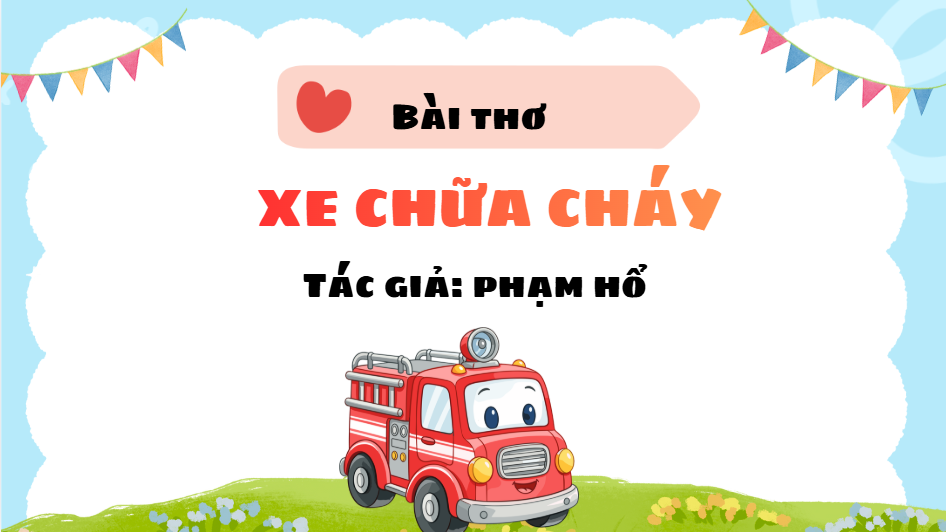 Bài thơ
XE CHỮA CHÁY
Tác giả: phạm hổ